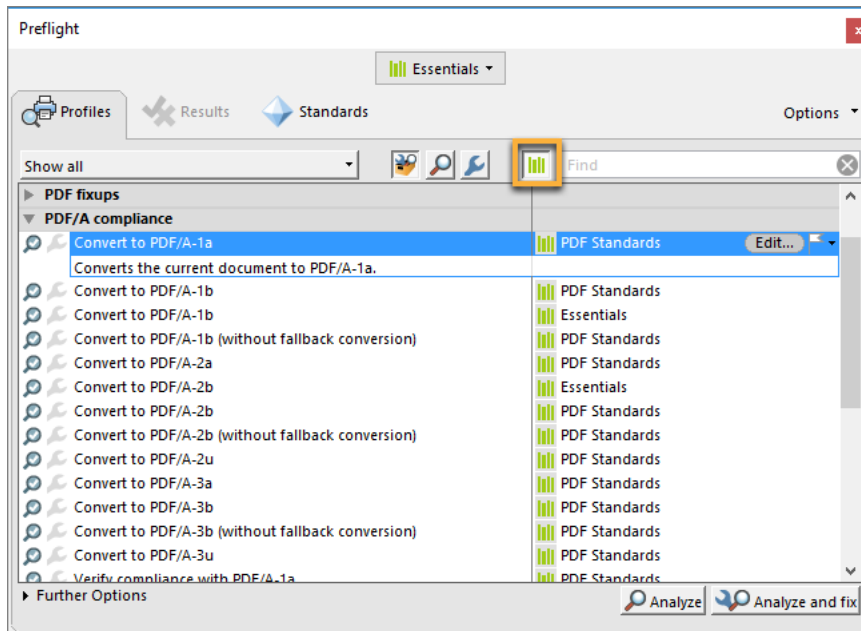 Preflight
x
Essentials
Profiles Results Standards Options
Show all Find
PDF fixups
PDF/A compliance
Convert to PDF/A-1a PDF Standards Edit...
Converts the current document to PDF/A-1a.
Convert to PDF/A-1b PDF Standards
Convert to PDF/A-1b Essentials
Convert to PDF/A-1b (without fallback conversion) PDF Standards
Convert to PDF/A-2a PDF Standards
Convert to PDF/A-2b Essentials
Convert to PDF/A-2b PDF Standards
Convert to PDF/A-2b (without fallback conversion) PDF Standards
Convert to PDF/A-2u PDF Standards
Convert to PDF/A-3a PDF Standards
Convert to PDF/A-3b PDF Standards
Convert to PDF/A-3b (without fallback conversion) PDF Standards
Convert to PDF/A-3u PDF Standards
Verify compliance with PDF/A-1a PDF Standards
Further Options Analyze Analyze and fix